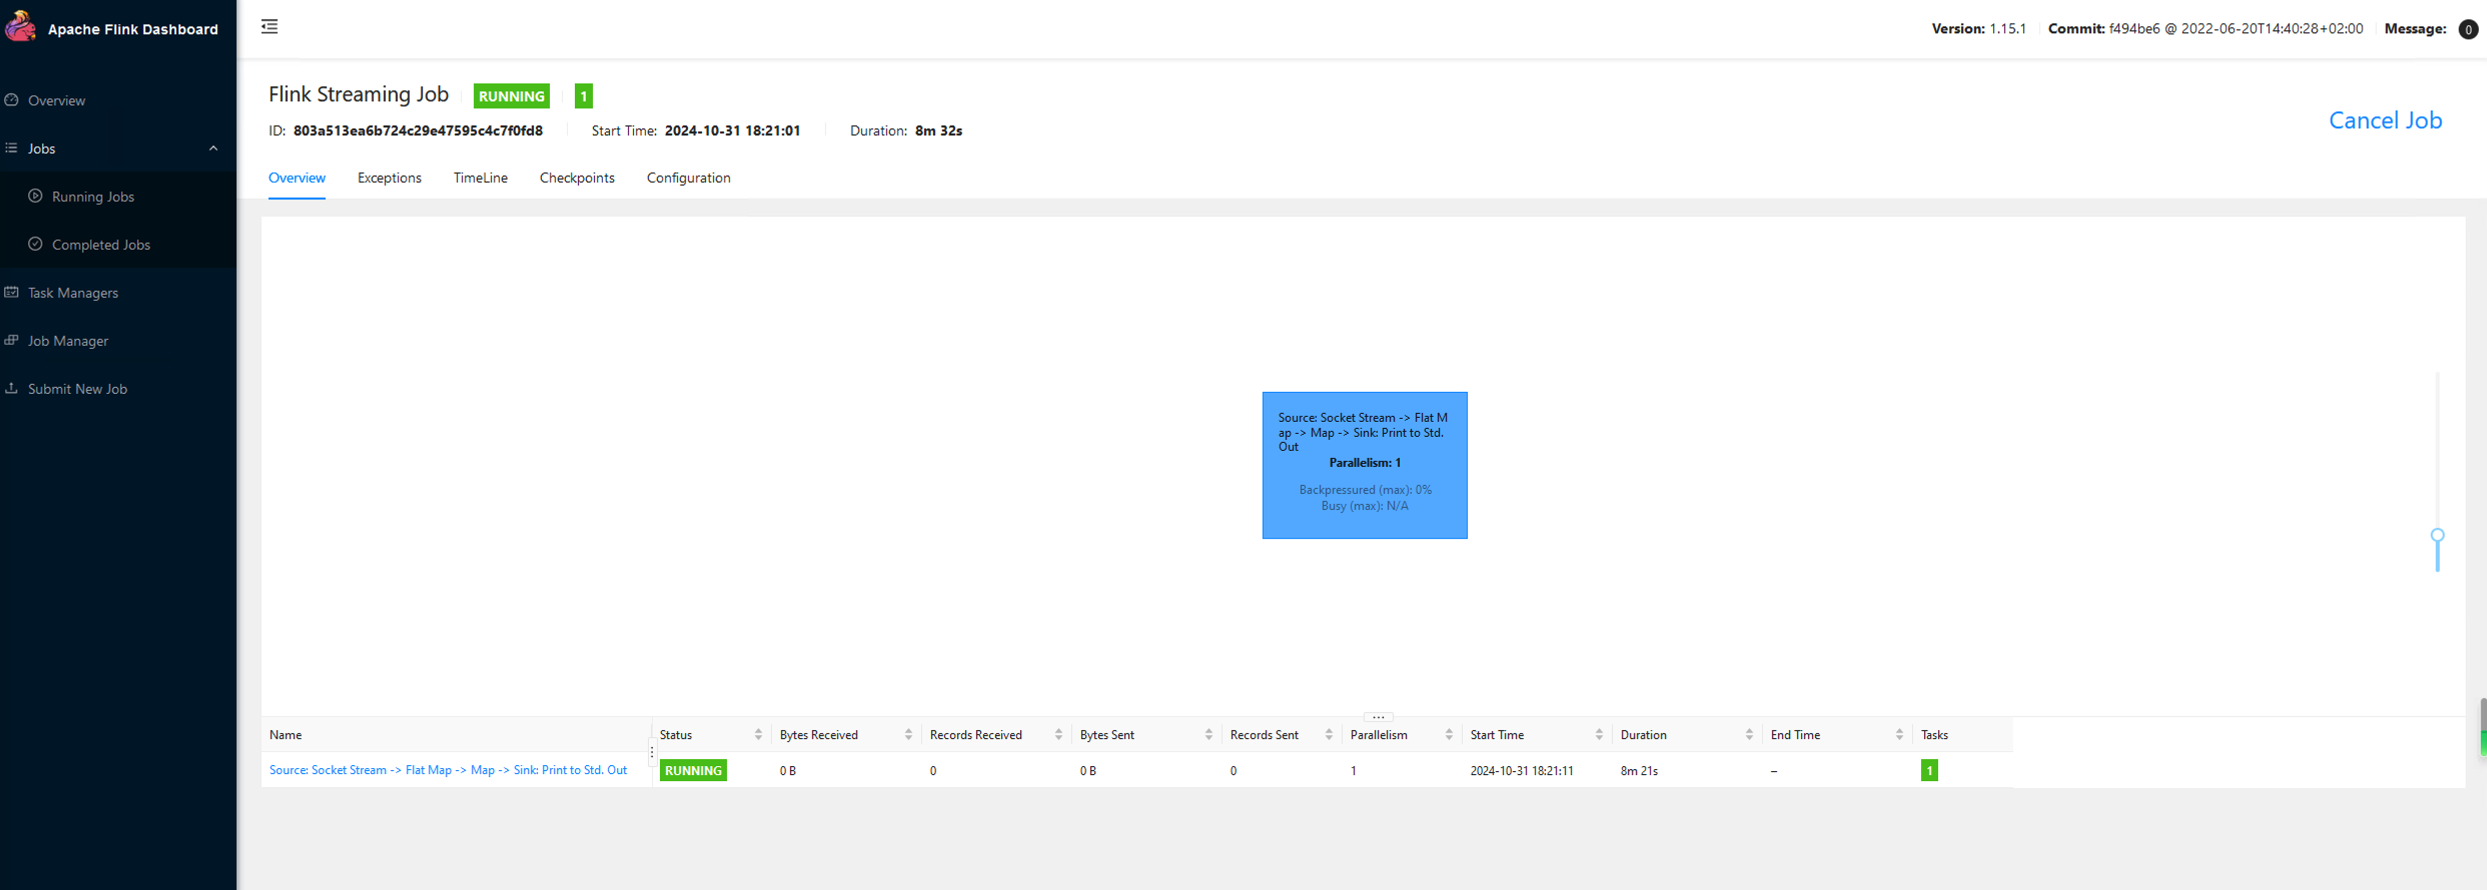 Apache Flink Dashboard
Version: 1.15.1 Commit: f494be6 @ 2022-06-20T14:40:28+02:00 Message: 0
Overview
Jobs
Running Jobs
Completed Jobs
Task Managers
Job Manager
Submit New Job
Flink Streaming Job RUNNING 1
ID: 803a513ea6b724c29e47595c4c7f0fd8 Start Time: 2024-10-31 18:21:01 Duration: 8m 32s
Cancel Job
Overview Exceptions TimeLine Checkpoints Configuration
Source: Socket Stream -> Flat M
ap -> Map -> Sink: Print to Std.
Out
Parallelism: 1
Backpressured (max): 0%
Busy (max): N/A
Name Status Bytes Received Records Received Bytes Sent Records Sent Parallelism Start Time Duration End Time Tasks
Source: Socket Stream -> Flat Map -> Map -> Sink: Print to Std. Out RUNNING 0 B 0 0 B 0 1 2024-10-31 18:21:11 8m 21s – 1